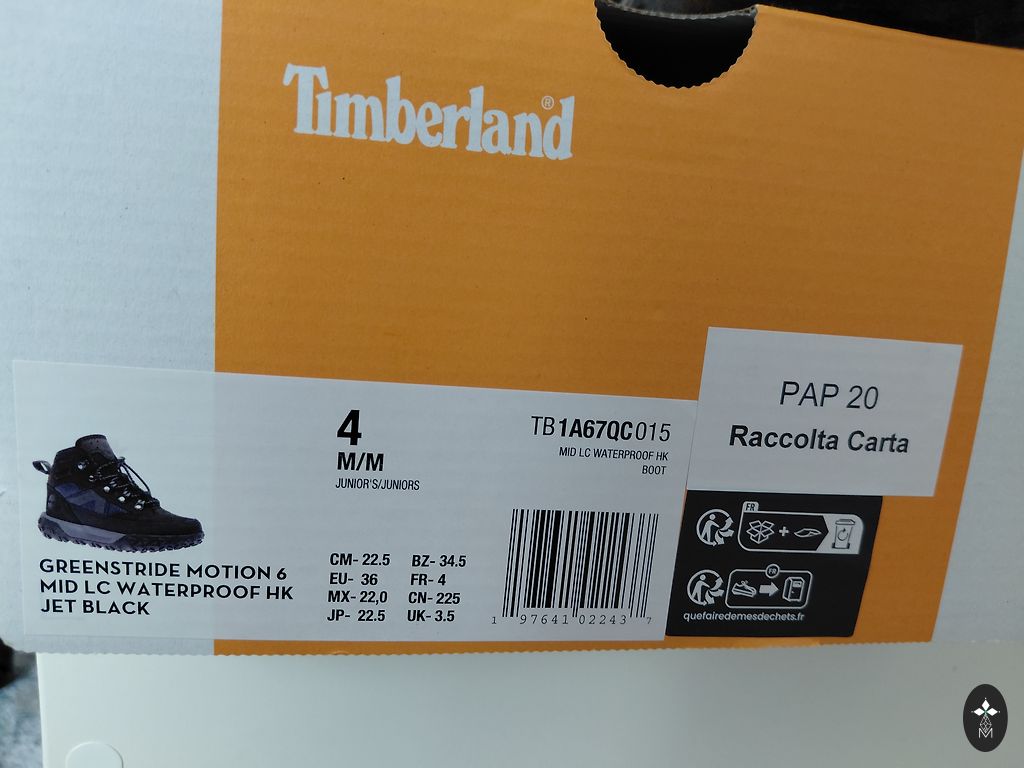 Timberland®
PAP 20
Raccolta Carta
4
M/M
JUNIOR'S/JUNIORS
TB1A67QC015
MID LC WATERPROOF HK
BOOT
GREENSTRIDE MOTION 6
MID LC WATERPROOF HK
JET BLACK
CM- 22.5 BZ- 34.5
EU- 36 FR- 4
MX- 22,0 CN- 225
JP- 22.5 UK- 3.5
1 97641 02243 7
FR
FR
quefairedemesdechets.fr
M